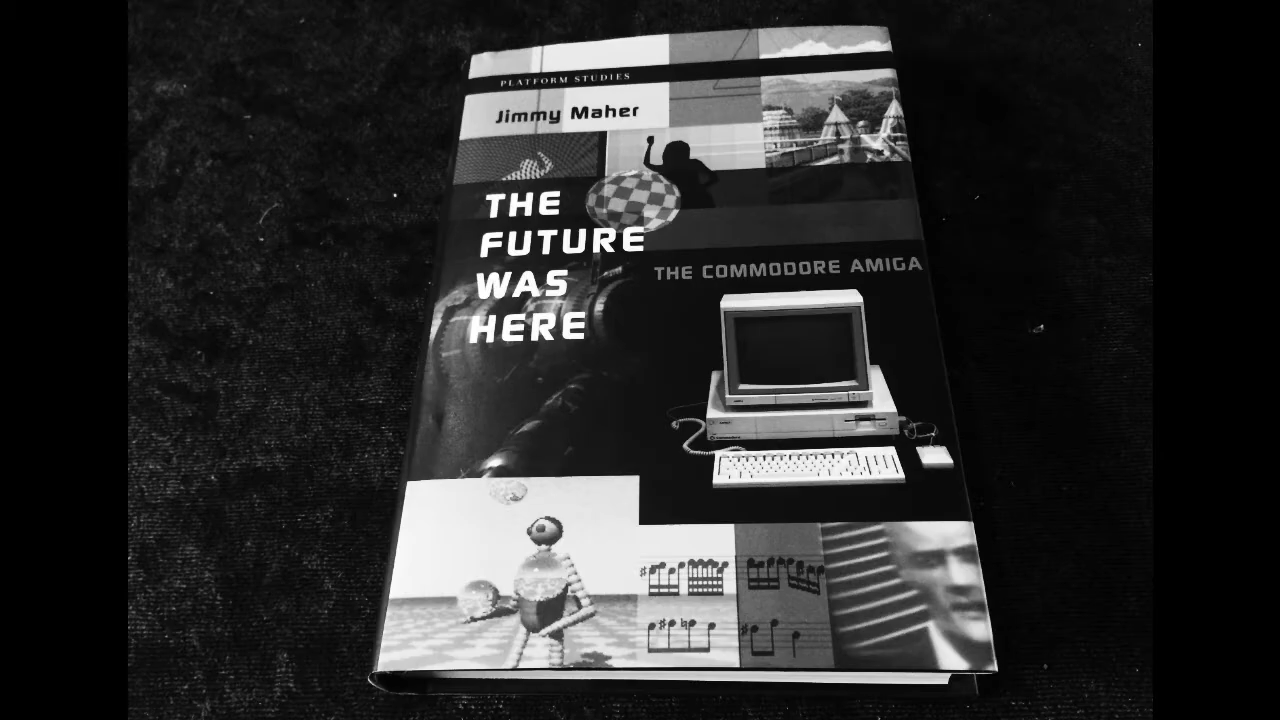 PLATFORM STUDIES
Jimmy Maher
THE
FUTURE
WAS
HERE
THE COMMODORE AMIGA